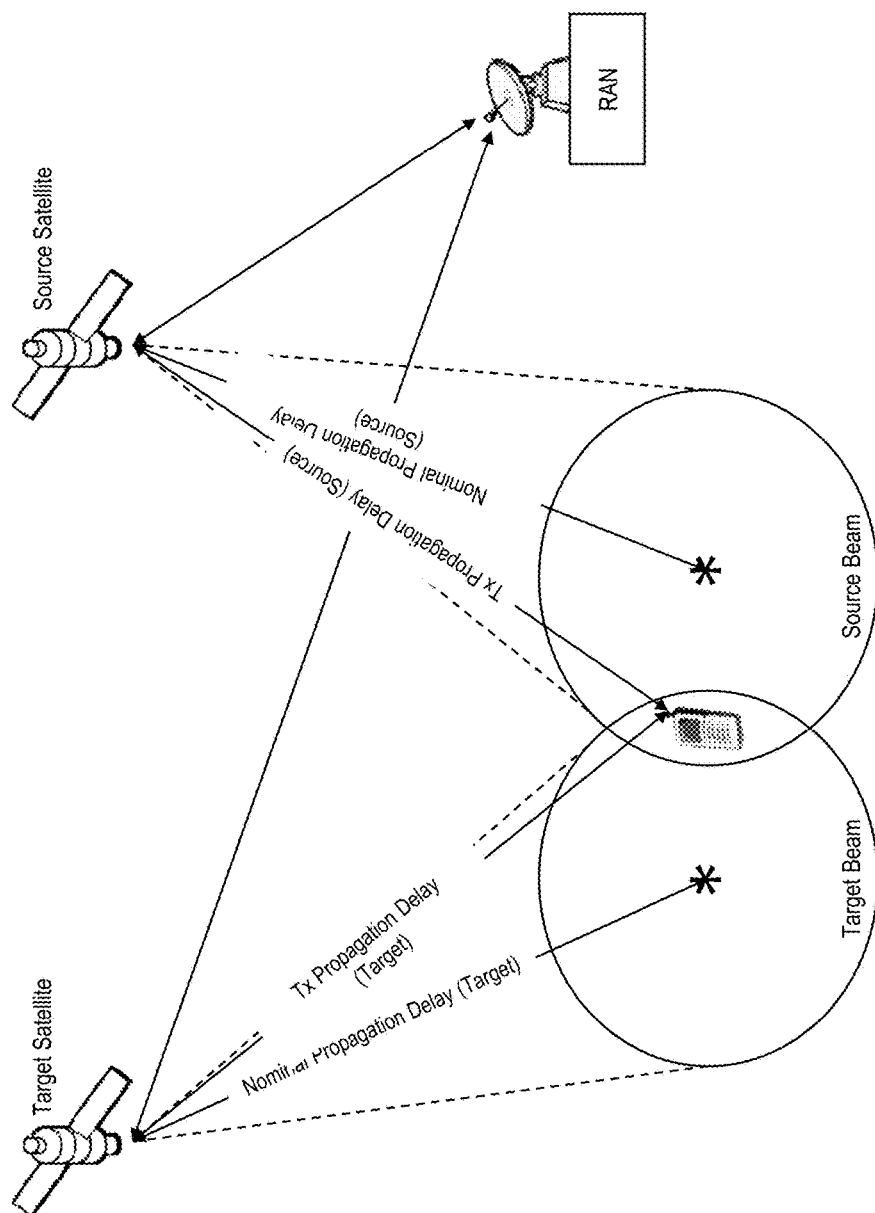 Target Satellite
Source Satellite
RAN
Nominal Propagation Delay
(Source)
Tx Propagation Delay (Source)
Tx Propagation Delay
(Target)
Nominal Propagation Delay (Target)
Target Beam
Source Beam